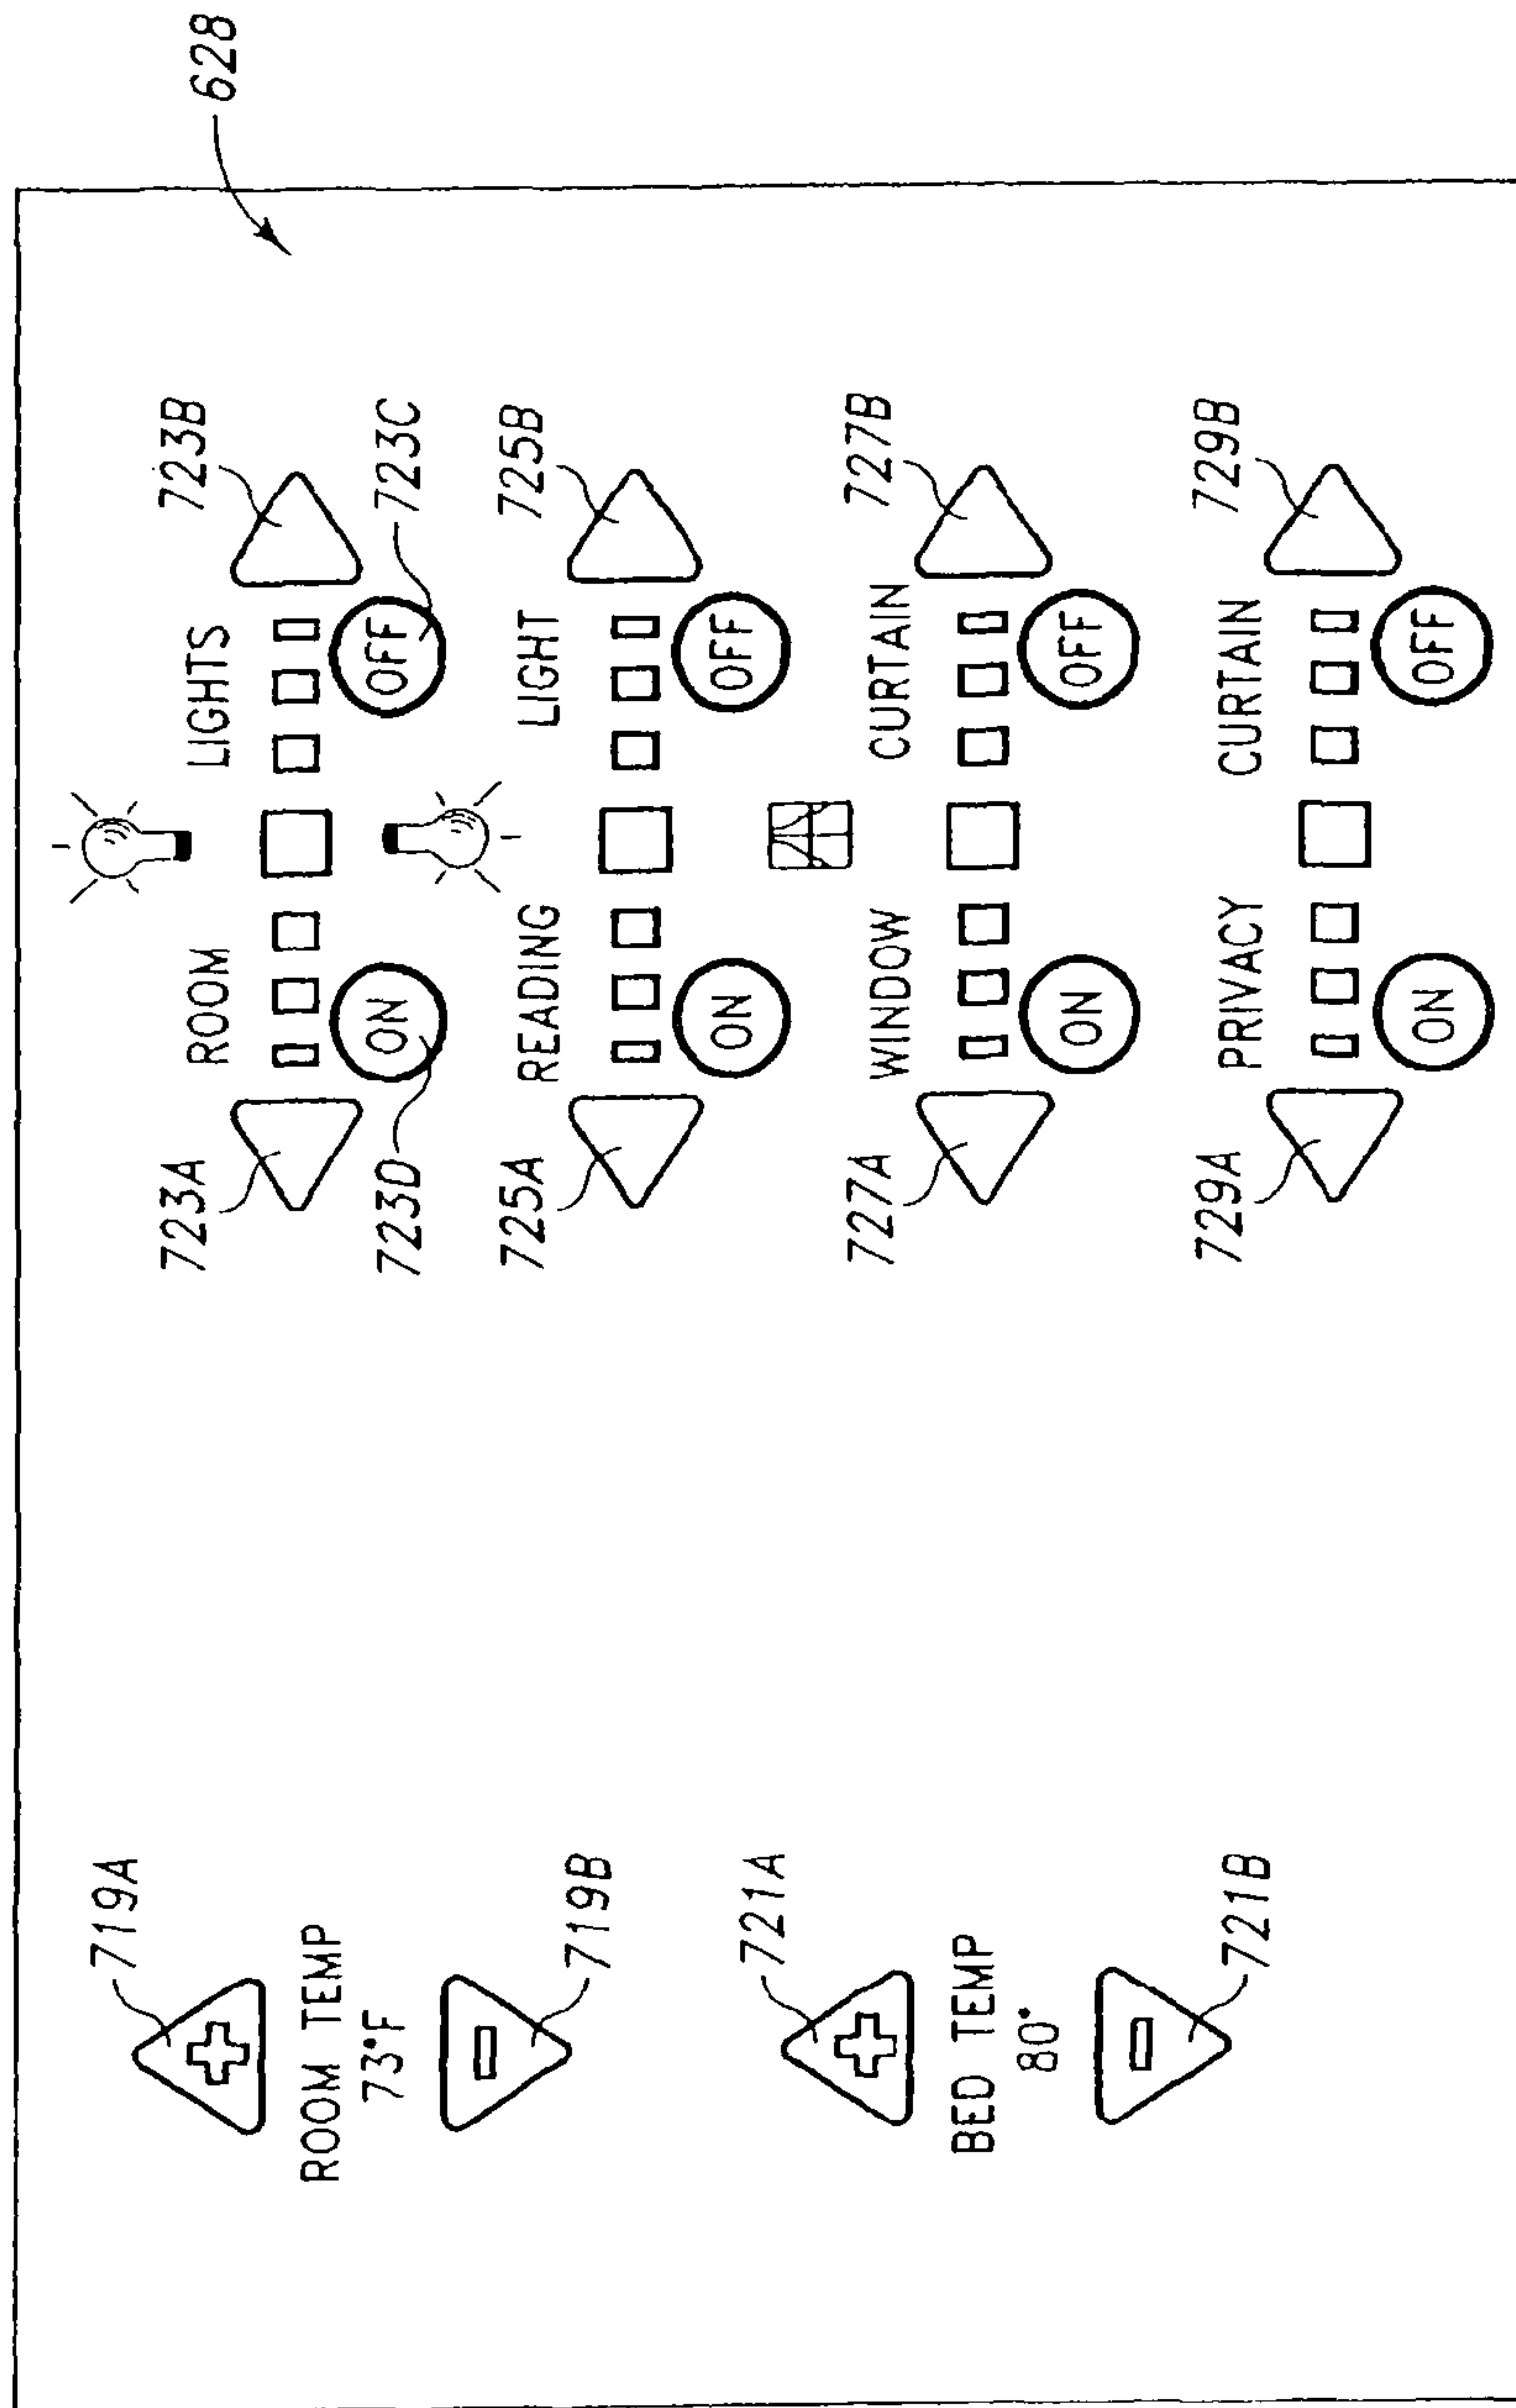 628
719A
ROOM TEMP
73°F
719B
721A
BED TEMP
80°
721B
723A
ROOM LIGHTS
723B
723D
ON
OFF
723C
725A
READING LIGHT
725B
ON
OFF
727A
WINDOW CURTAIN
727B
ON
OFF
729A
PRIVACY CURTAIN
729B
ON
OFF